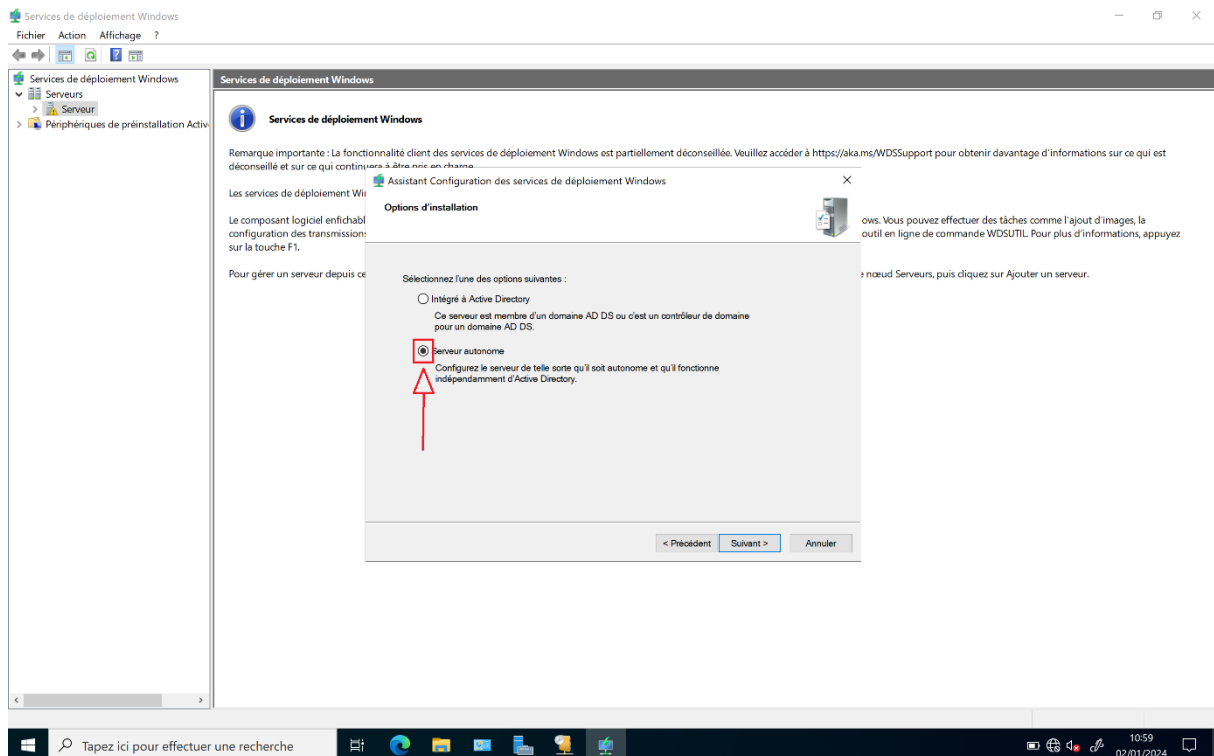 Services de déploiement Windows
Fichier Action Affichage ?
Services de déploiement Windows
Serveurs
Serveur
Périphériques de préinstallation Activ
Services de déploiement Windows
Services de déploiement Windows
Remarque importante : La fonctionnalité client des services de déploiement Windows est partiellement déconseillée. Veuillez accéder à https://aka.ms/WDSSupport pour obtenir davantage d'informations sur ce qui est
déconseillé et sur ce qui continuera à être pris en charge
Les services de déploiement Wi
Le composant logiciel enfichabl ows. Vous pouvez effectuer des tâches comme l'ajout d'images, la
configuration des transmissions outil en ligne de commande WDSUTIL. Pour plus d'informations, appuyez
sur la touche F1.
Pour gérer un serveur depuis ce nœud Serveurs, puis cliquez sur Ajouter un serveur.
Assistant Configuration des services de déploiement Windows
Options d'installation
Sélectionnez l'une des options suivantes :
Intégré à Active Directory
Ce serveur est membre d'un domaine AD DS ou c'est un contrôleur de domaine
pour un domaine AD DS.
Serveur autonome
Configurez le serveur de telle sorte qu'il soit autonome et qu'il fonctionne
indépendamment d'Active Directory.
< Précédent Suivant > Annuler
Tapez ici pour effectuer une recherche
10:59
02/01/2024